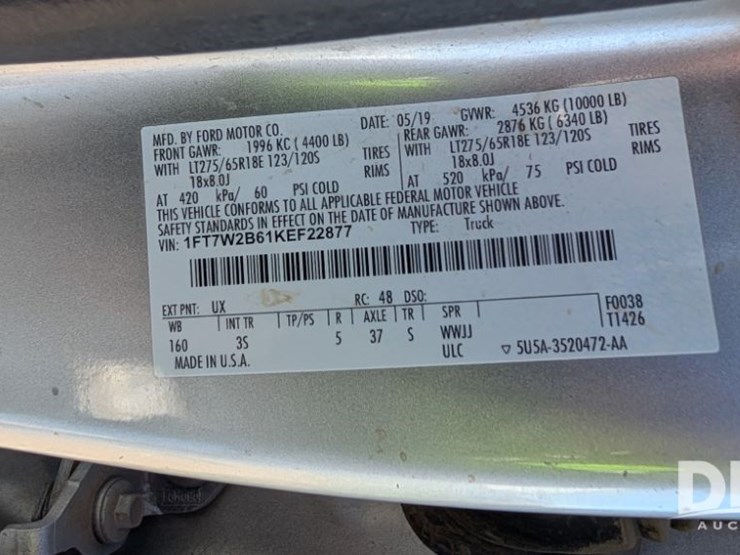 MFD. BY FORD MOTOR CO. DATE: 05/19 GVWR: 4536 KG (10000 LB)
FRONT GAWR: 1996 KC ( 4400 LB) REAR GAWR: 2876 KG ( 6340 LB)
WITH LT275/65R18E 123/120S TIRES WITH LT275/65R18E 123/120S TIRES
18x8.0J RIMS 18x8.0J RIMS
AT 420 kPa/ 60 PSI COLD AT 520 kPa/ 75 PSI COLD
THIS VEHICLE CONFORMS TO ALL APPLICABLE FEDERAL MOTOR VEHICLE
SAFETY STANDARDS IN EFFECT ON THE DATE OF MANUFACTURE SHOWN ABOVE.
VIN: 1FT7W2B61KEF22877 TYPE: Truck
EXT PNT: UX RC: 48 DSO: F0038
WB INT TR TP/PS R AXLE TR SPR T1426
160 3S 5 37 S WWJJ
MADE IN U.S.A. ULC ▽ 5U5A-3520472-AA
AUC